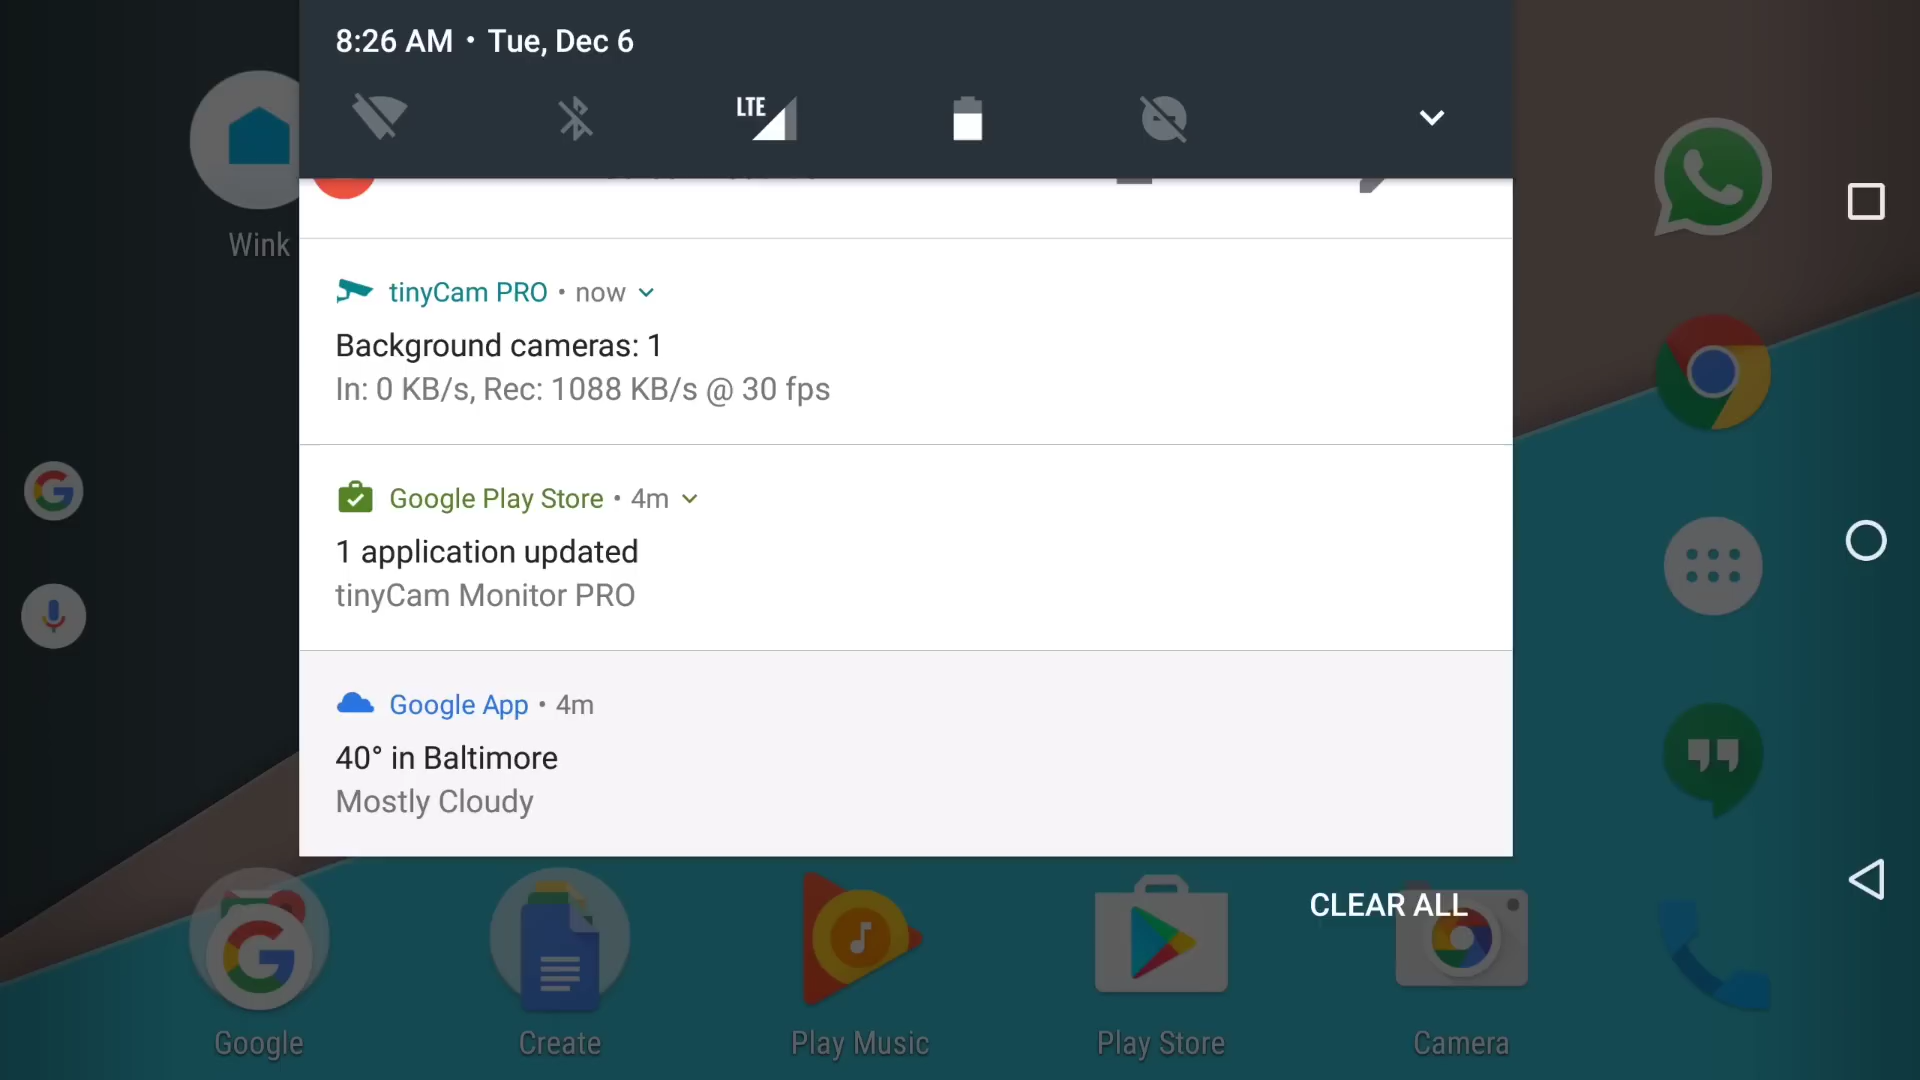 8:26 AM • Tue, Dec 6
LTE
Wink
tinyCam PRO • now
Background cameras: 1
In: 0 KB/s, Rec: 1088 KB/s @ 30 fps
Google Play Store • 4m
1 application updated
tinyCam Monitor PRO
Google App • 4m
40° in Baltimore
Mostly Cloudy
CLEAR ALL
Google
Create
Play Music
Play Store
Camera